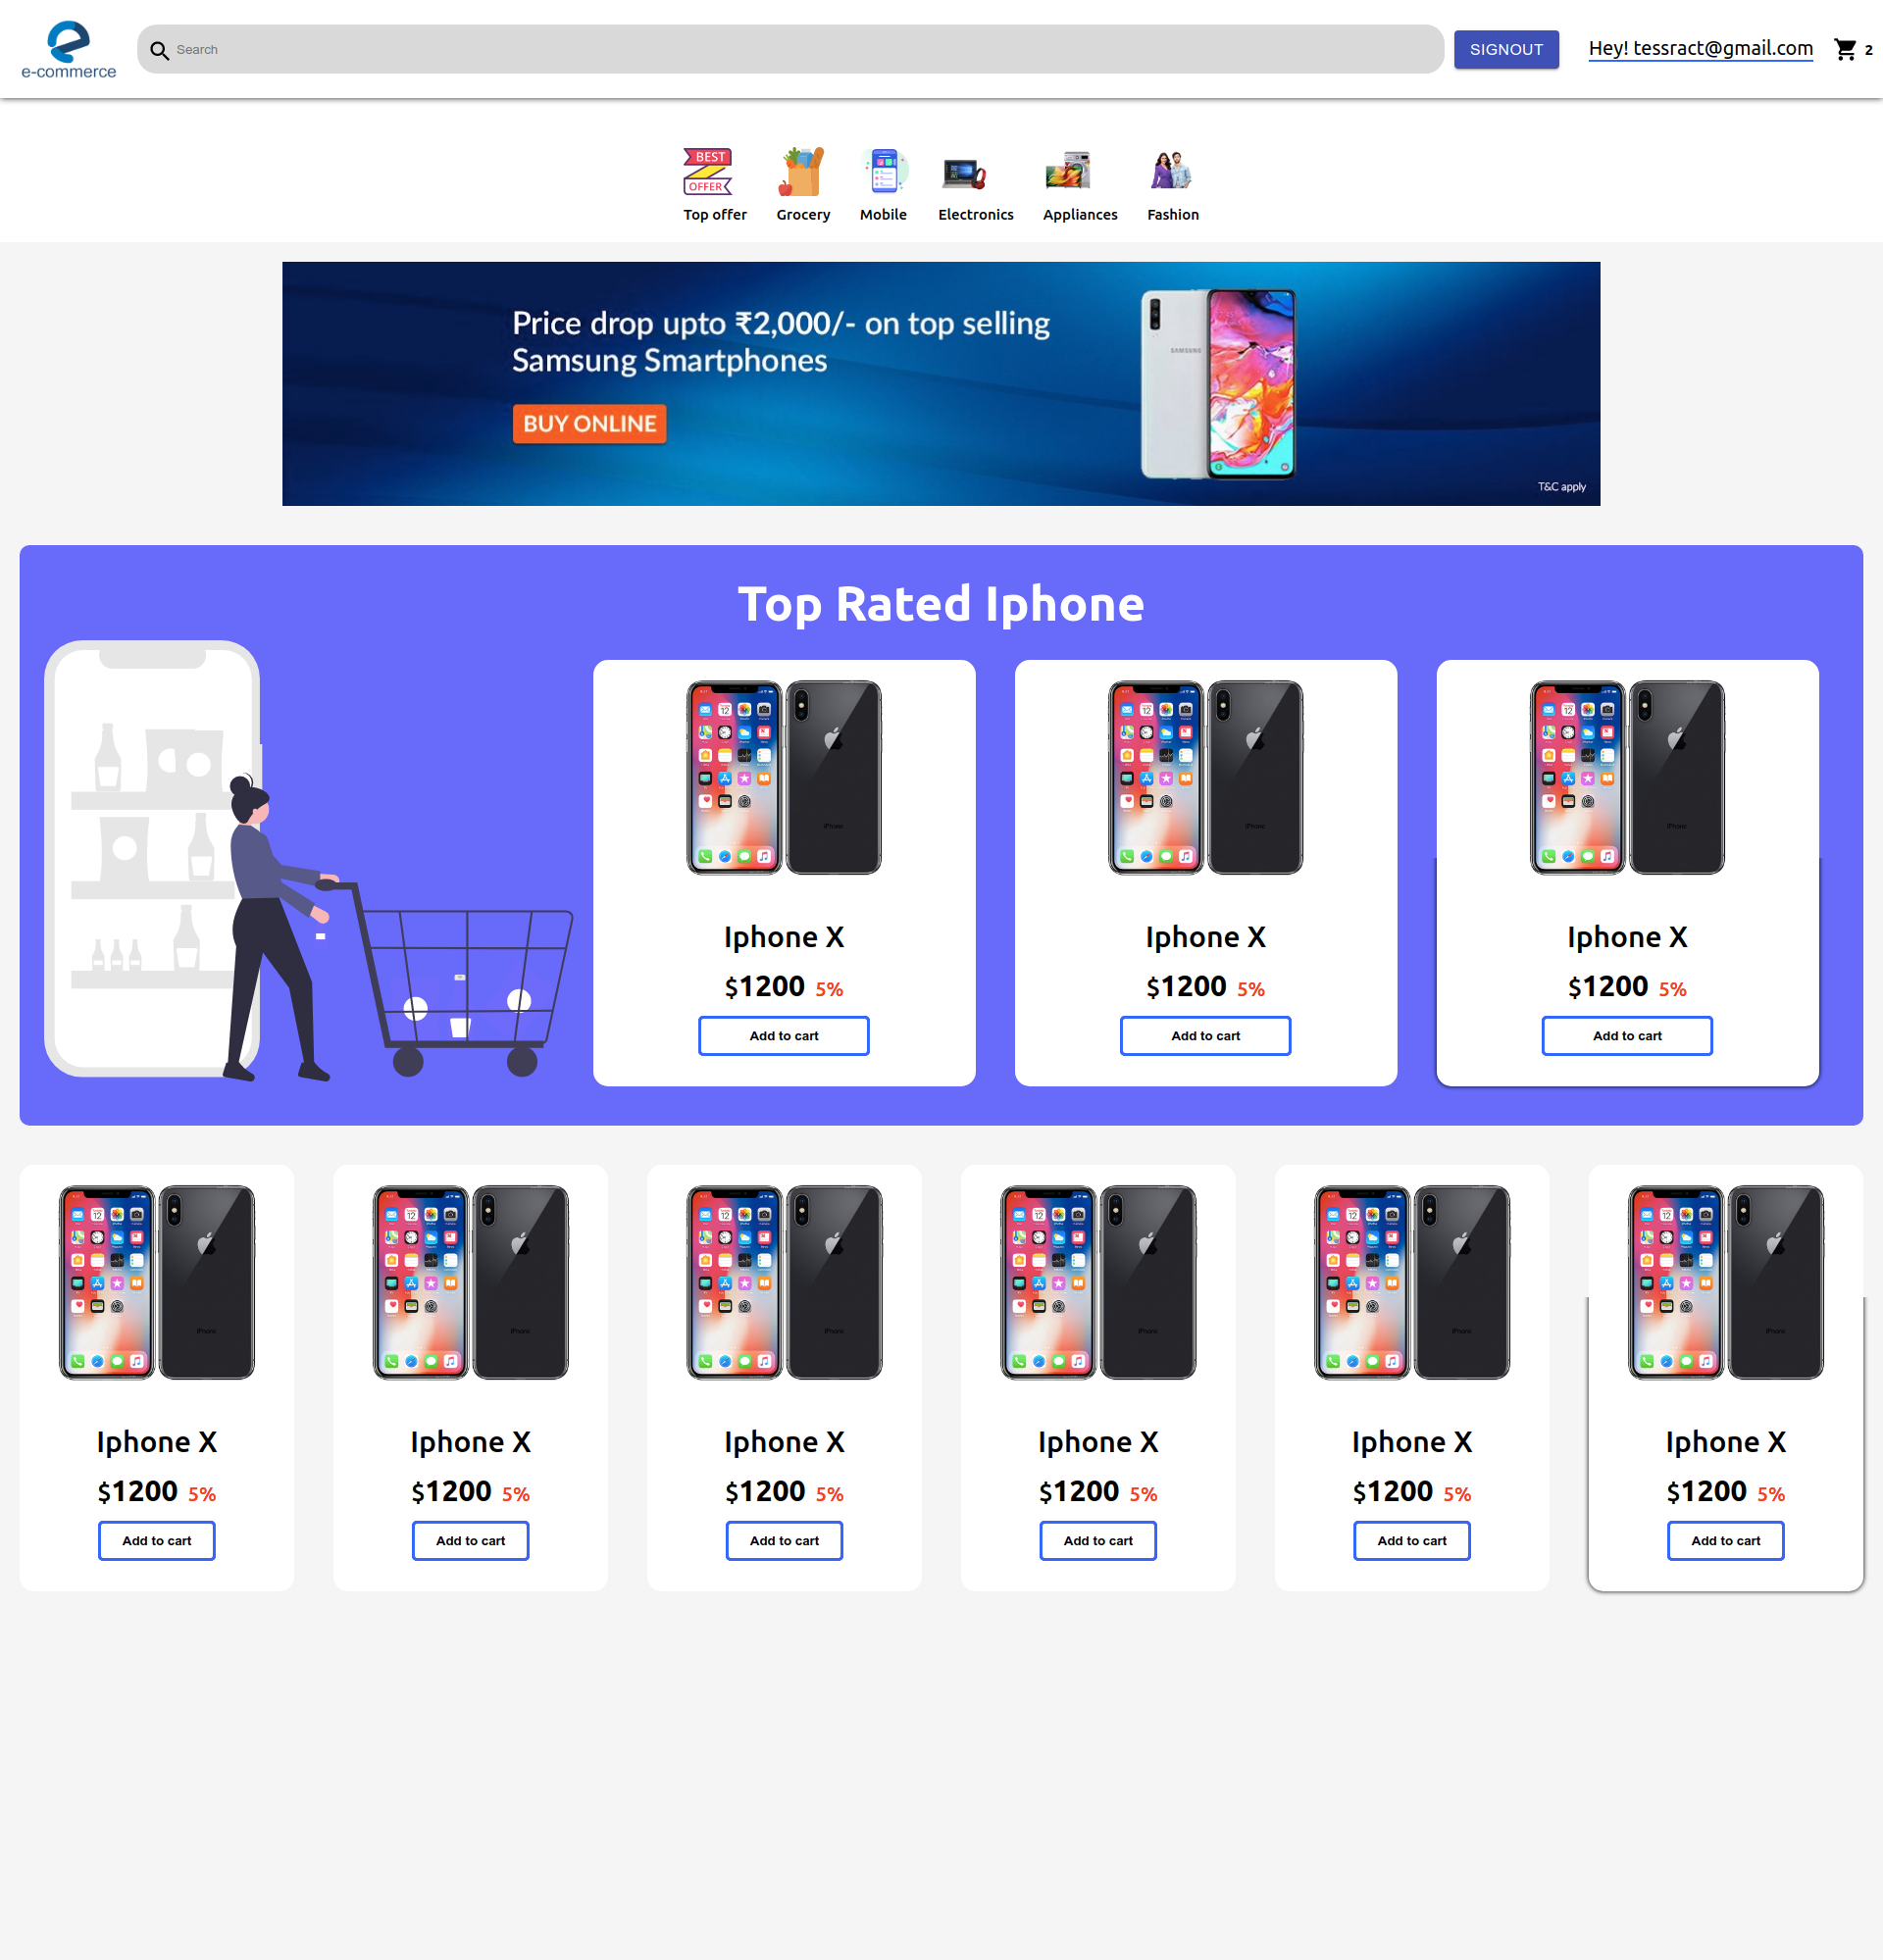 e-commerce
Search
SIGNOUT
Hey! tessract@gmail.com
2
BEST
OFFER
Top offer
Grocery
Mobile
Electronics
Appliances
Fashion
Price drop upto ₹2,000/- on top selling
Samsung Smartphones
BUY ONLINE
SAMSUNG
T&C apply
Top Rated Iphone
Iphone X
$1200 5%
Add to cart
Iphone X
$1200 5%
Add to cart
Iphone X
$1200 5%
Add to cart
Iphone X
$1200 5%
Add to cart
Iphone X
$1200 5%
Add to cart
Iphone X
$1200 5%
Add to cart
Iphone X
$1200 5%
Add to cart
Iphone X
$1200 5%
Add to cart
Iphone X
$1200 5%
Add to cart